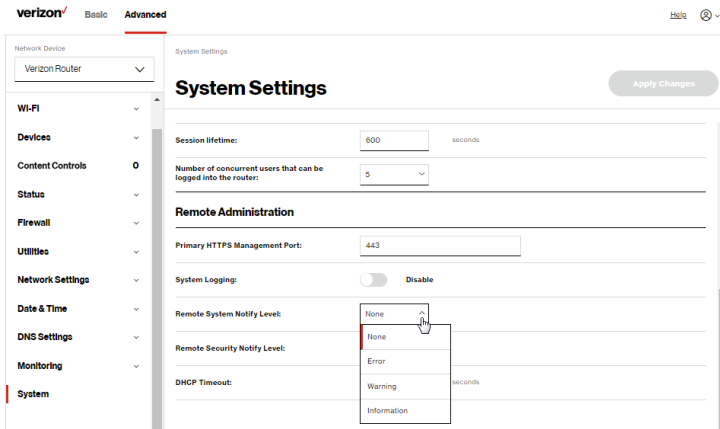 verizon✓ Basic Advanced Help
Network Device
Verizon Router
Wi-Fi
Devices
Content Controls 0
Status
Firewall
Utilities
Network Settings
Date & Time
DNS Settings
Monitoring
System
System Settings
System Settings
Apply Changes
Session lifetime: 600 seconds
Number of concurrent users that can be
logged into the router: 5
Remote Administration
Primary HTTPS Management Port: 443
System Logging: Disable
Remote System Notify Level: None
None
Error
Warning
Information
Remote Security Notify Level:
DHCP Timeout: seconds